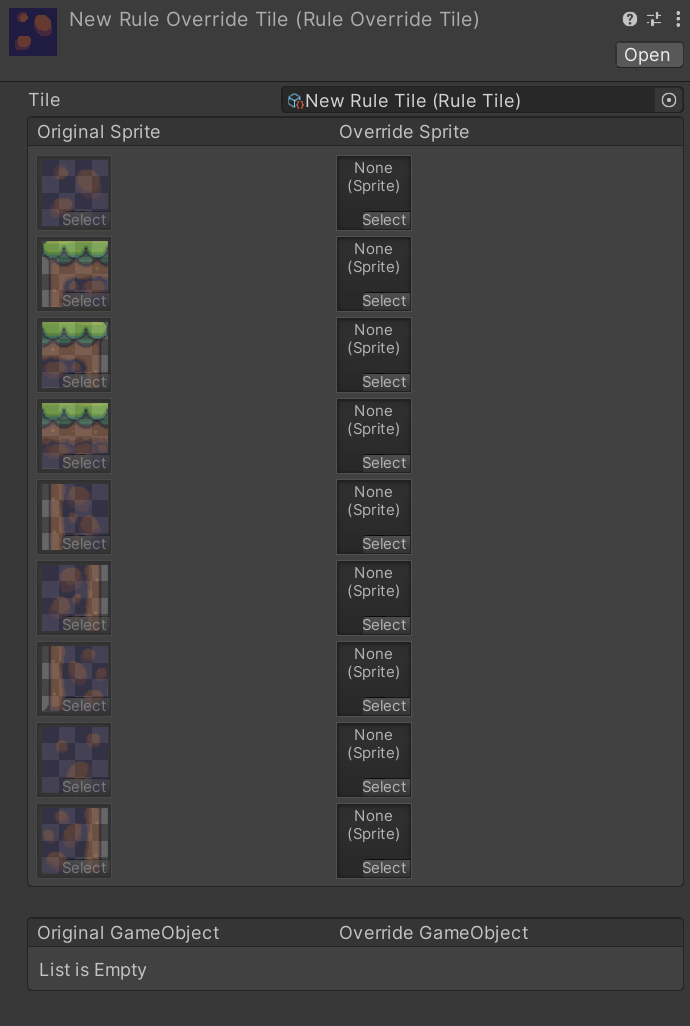 New Rule Override Tile (Rule Override Tile)
Open
Tile
New Rule Tile (Rule Tile)
Original Sprite Override Sprite
Select
None
(Sprite)
Select
Select
None
(Sprite)
Select
Select
None
(Sprite)
Select
Select
None
(Sprite)
Select
Select
None
(Sprite)
Select
Select
None
(Sprite)
Select
Select
None
(Sprite)
Select
Select
None
(Sprite)
Select
Select
None
(Sprite)
Select
Original GameObject Override GameObject
List is Empty